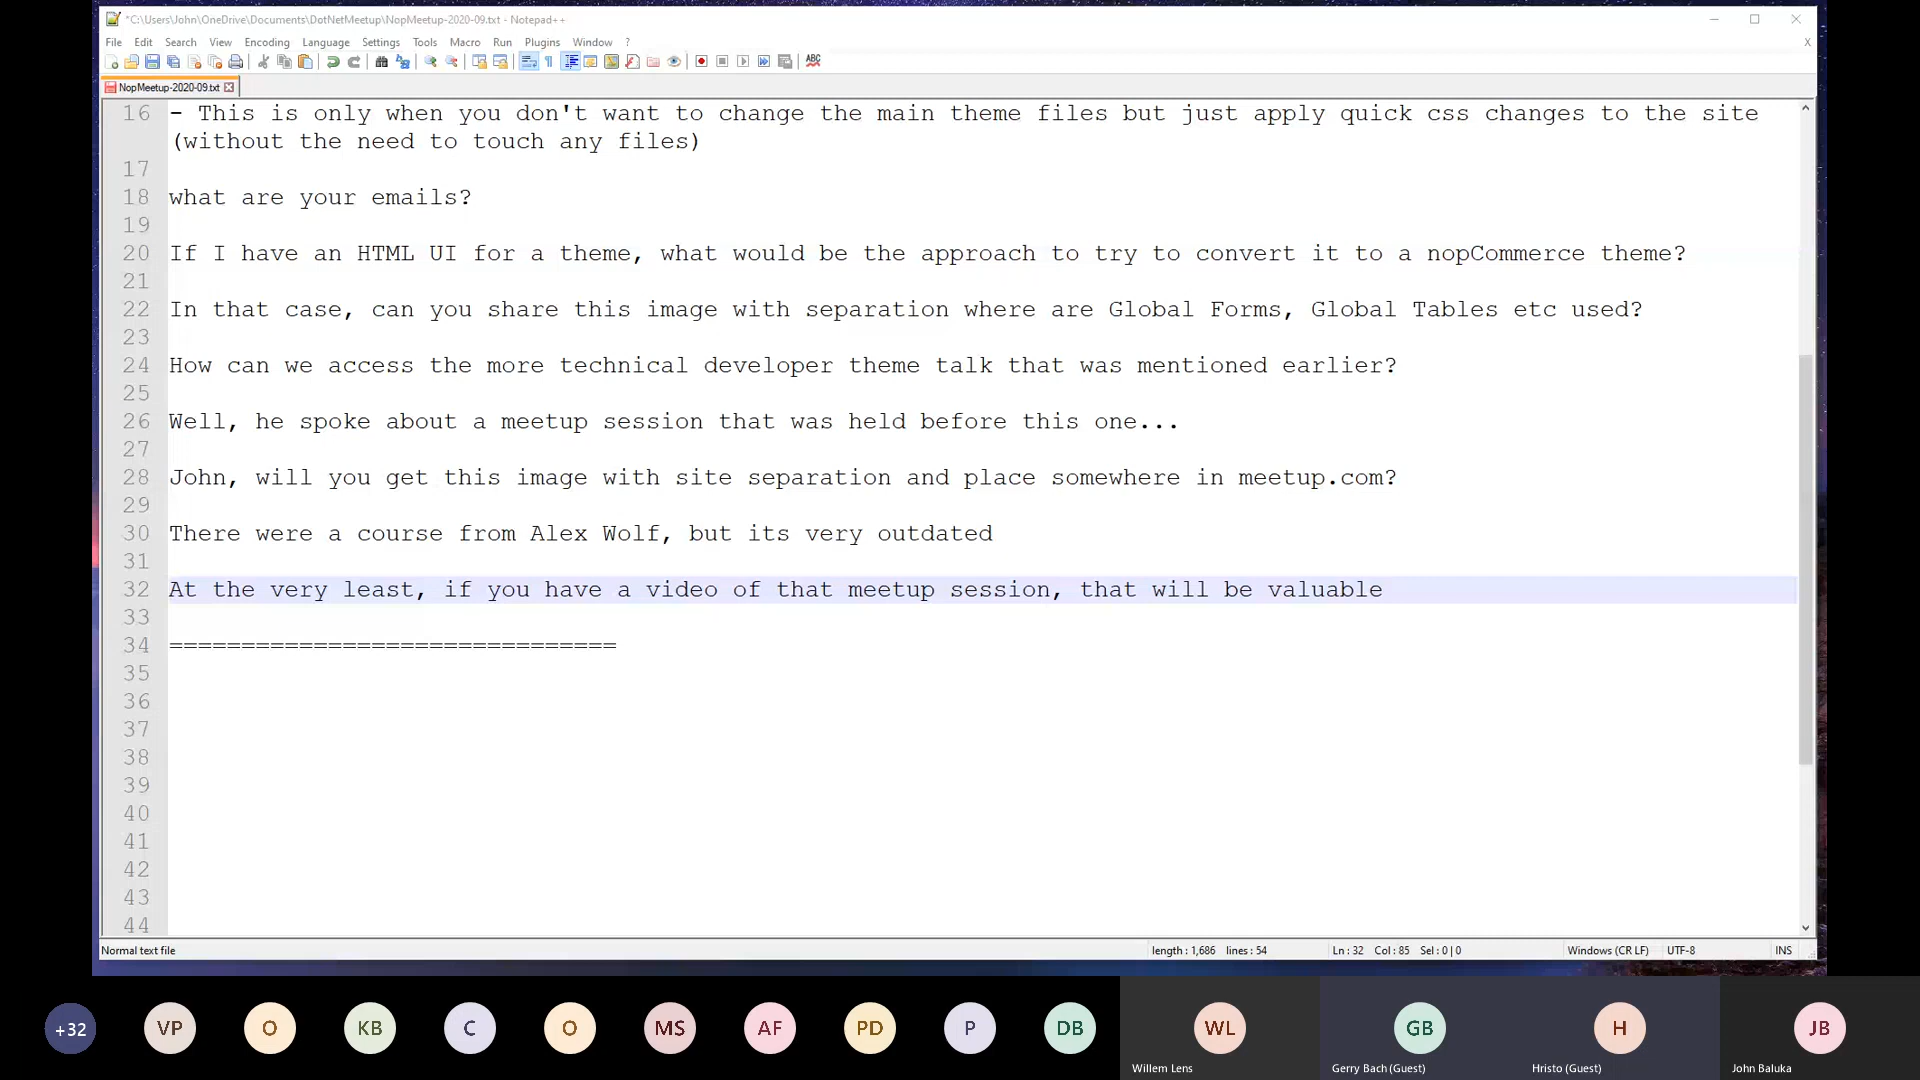 *C:\Users\John\OneDrive\Documents\DotNetMeetup\NopMeetup-2020-09.txt - Notepad++
File Edit Search View Encoding Language Settings Tools Macro Run Plugins Window ? X
ABC
NopMeetup-2020-09.txt
16 - This is only when you don't want to change the main theme files but just apply quick css changes to the site
(without the need to touch any files)
17
18 what are your emails?
19
20 If I have an HTML UI for a theme, what would be the approach to try to convert it to a nopCommerce theme?
21
22 In that case, can you share this image with separation where are Global Forms, Global Tables etc used?
23
24 How can we access the more technical developer theme talk that was mentioned earlier?
25
26 Well, he spoke about a meetup session that was held before this one...
27
28 John, will you get this image with site separation and place somewhere in meetup.com?
29
30 There were a course from Alex Wolf, but its very outdated
31
32 At the very least, if you have a video of that meetup session, that will be valuable
33
34 ===============================
35
36
37
38
39
40
41
42
43
44
Normal text file length : 1,686 lines : 54 Ln : 32 Col : 85 Sel : 0 | 0 Windows (CR LF) UTF-8 INS
+32 VP O KB C O MS AF PD P DB WL GB H JB
Willem Lens Gerry Bach (Guest) Hristo (Guest) John Baluka